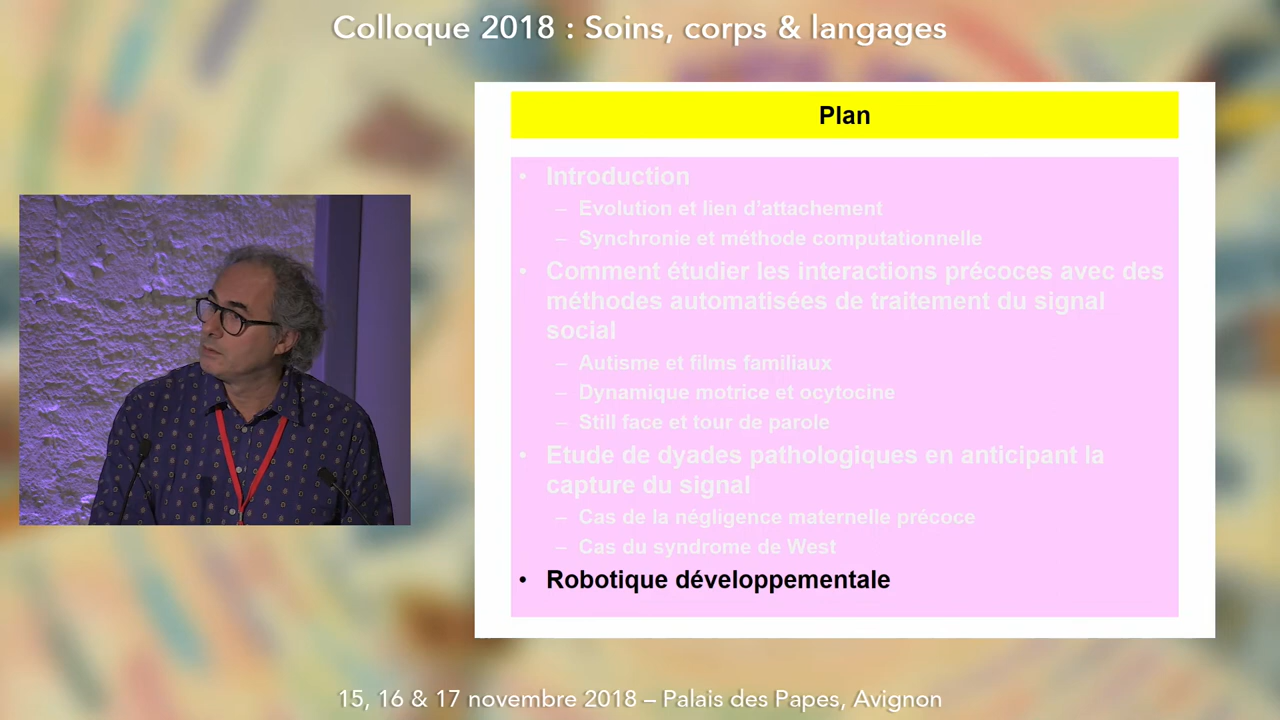 Colloque 2018 : Soins, corps & langages
Plan
• Introduction
– Evolution et lien d'attachement
– Synchronie et méthode computationnelle
• Comment étudier les interactions précoces avec des
méthodes automatisées de traitement du signal
social
– Autisme et films familiaux
– Dynamique motrice et ocytocine
– Still face et tour de parole
• Etude de dyades pathologiques en anticipant la
capture du signal
– Cas de la négligence maternelle précoce
– Cas du syndrome de West
• Robotique développementale
15, 16 & 17 novembre 2018 – Palais des Papes, Avignon